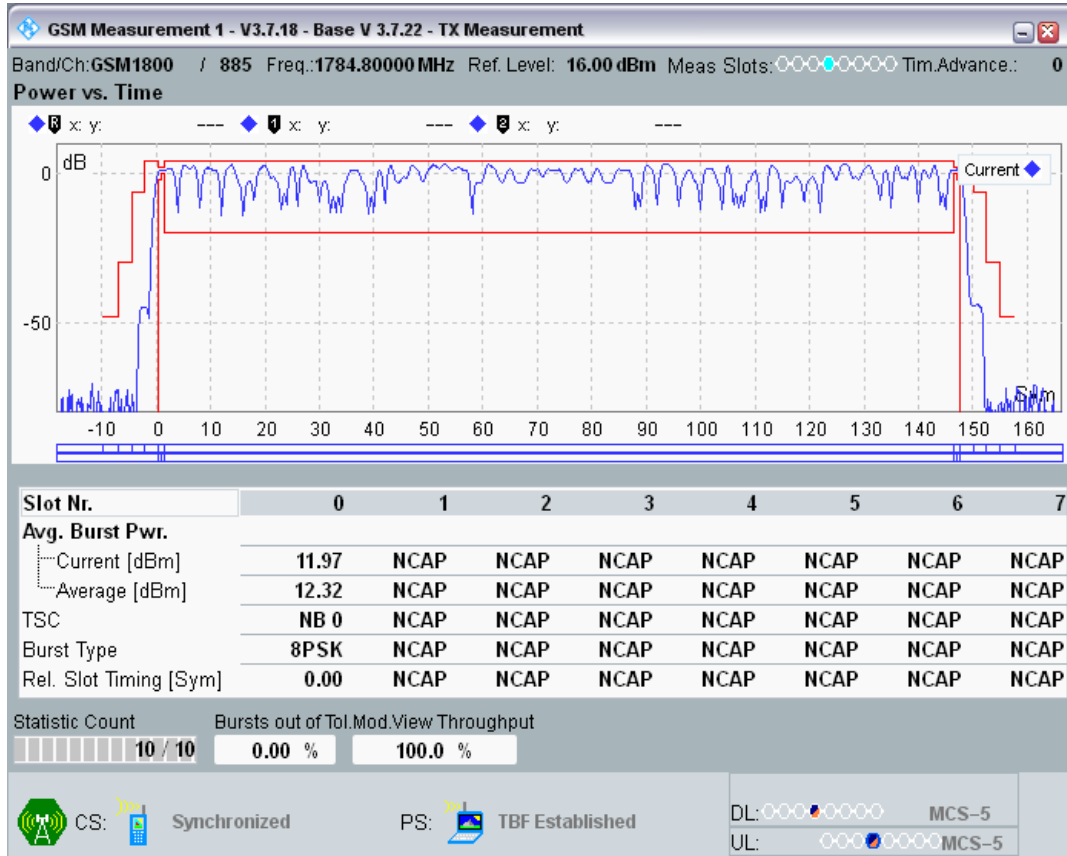 GSM Measurement 1 - V3.7.18 - Base V 3.7.22 - TX Measurement
Band/Ch:GSM1800 / 885 Freq.:1784.80000 MHz Ref. Level: 16.00 dBm Meas Slots: Tim.Advance.: 0
Power vs. Time
R x: y: --- 1 x: y: --- 2 x: y: ---
dB
Current
0
-50
Sym
-10 0 10 20 30 40 50 60 70 80 90 100 110 120 130 140 150 160
Slot Nr. 0 1 2 3 4 5 6 7
Avg. Burst Pwr.
Current [dBm] 11.97 NCAP NCAP NCAP NCAP NCAP NCAP NCAP
Average [dBm] 12.32 NCAP NCAP NCAP NCAP NCAP NCAP NCAP
TSC NB 0 NCAP NCAP NCAP NCAP NCAP NCAP NCAP
Burst Type 8PSK NCAP NCAP NCAP NCAP NCAP NCAP NCAP
Rel. Slot Timing [Sym] 0.00 NCAP NCAP NCAP NCAP NCAP NCAP NCAP
Statistic Count Bursts out of Tol. Mod.View Throughput
10 / 10 0.00 % 100.0 %
CS: Synchronized PS: TBF Established DL: MCS-5
UL: MCS-5